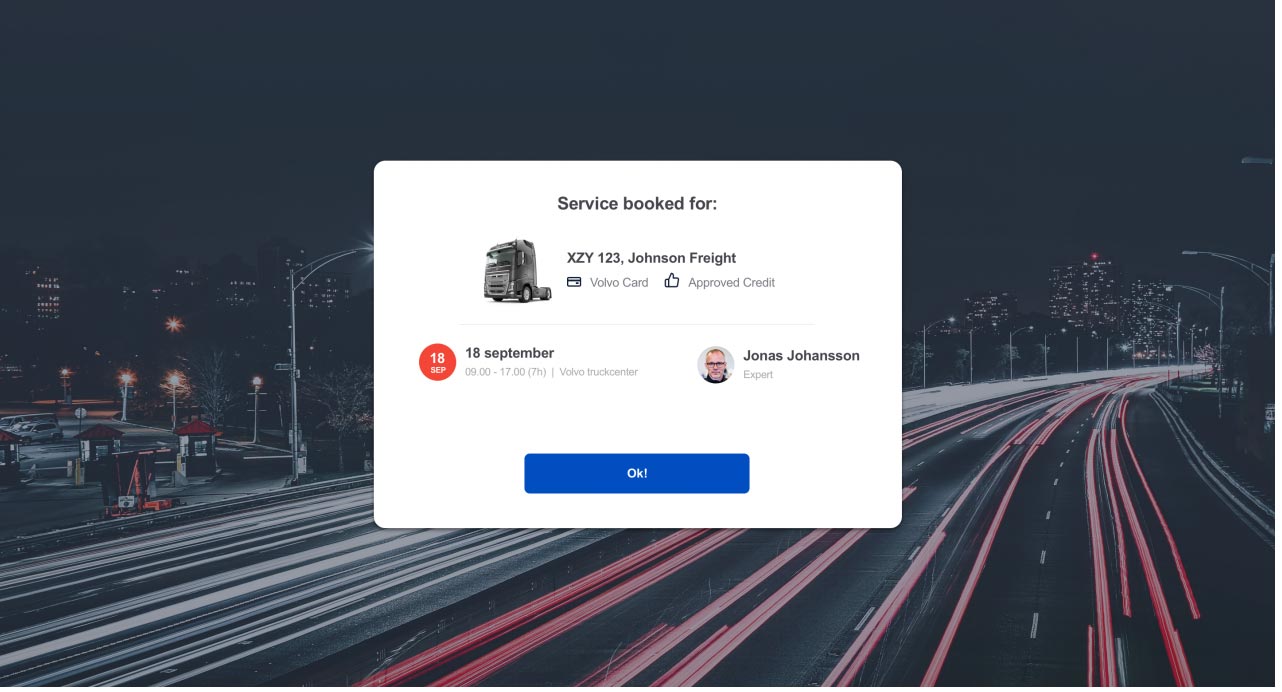 Service booked for:
XZY 123, Johnson Freight
Volvo Card Approved Credit
18 SEP
18 september
09.00 - 17.00 (7h) | Volvo truckcenter
Jonas Johansson
Expert
Ok!